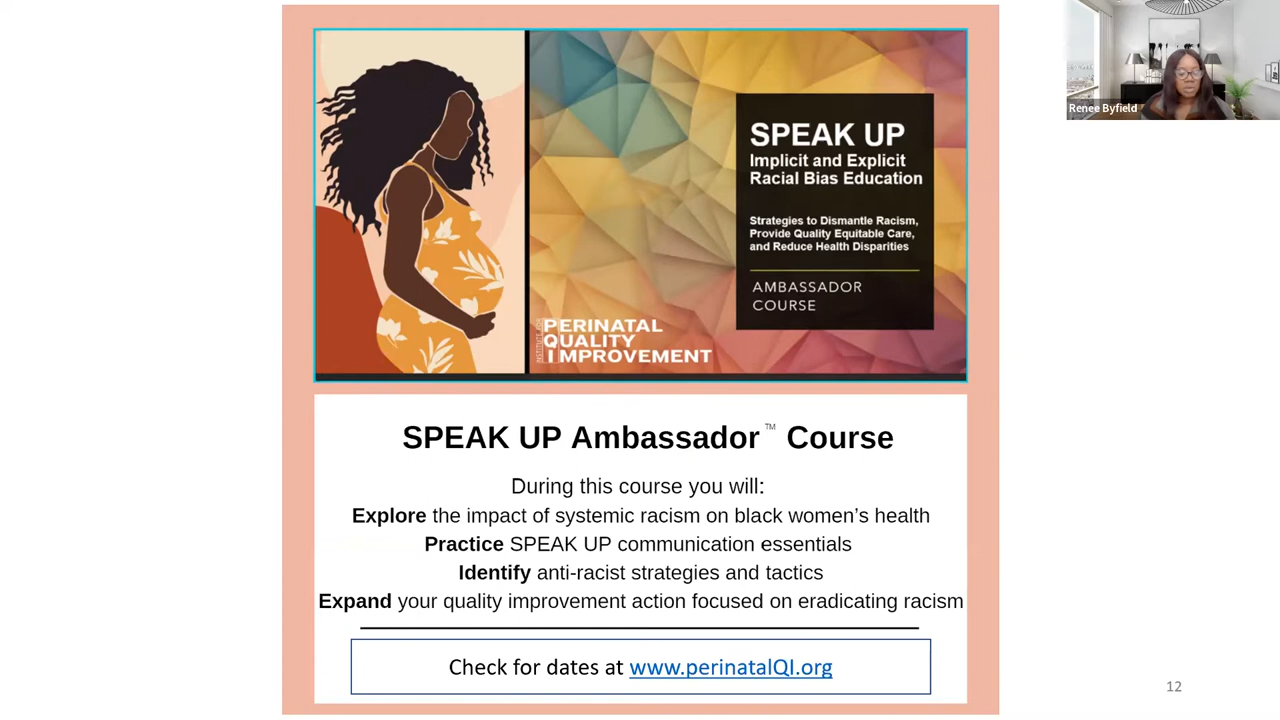 SPEAK UP
Implicit and Explicit
Racial Bias Education
Strategies to Dismantle Racism,
Provide Quality Equitable Care,
and Reduce Health Disparities
AMBASSADOR
COURSE
INSTITUTE FOR
PERINATAL
QUALITY
IMPROVEMENT
SPEAK UP Ambassador™ Course
During this course you will:
Explore the impact of systemic racism on black women's health
Practice SPEAK UP communication essentials
Identify anti-racist strategies and tactics
Expand your quality improvement action focused on eradicating racism
Check for dates at www.perinatalQI.org
12
Renee Byfield